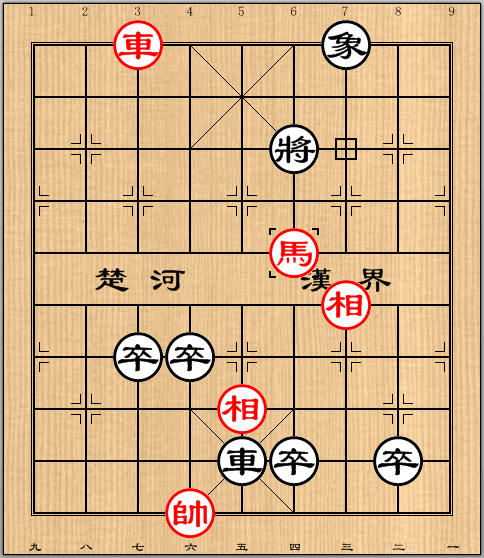 1 2 3 4 5 6 7 8 9
車 象
將
馬
楚 河 漢 界
相
卒 卒
相
車 卒 卒
帥
九 八 七 六 五 四 三 二 一